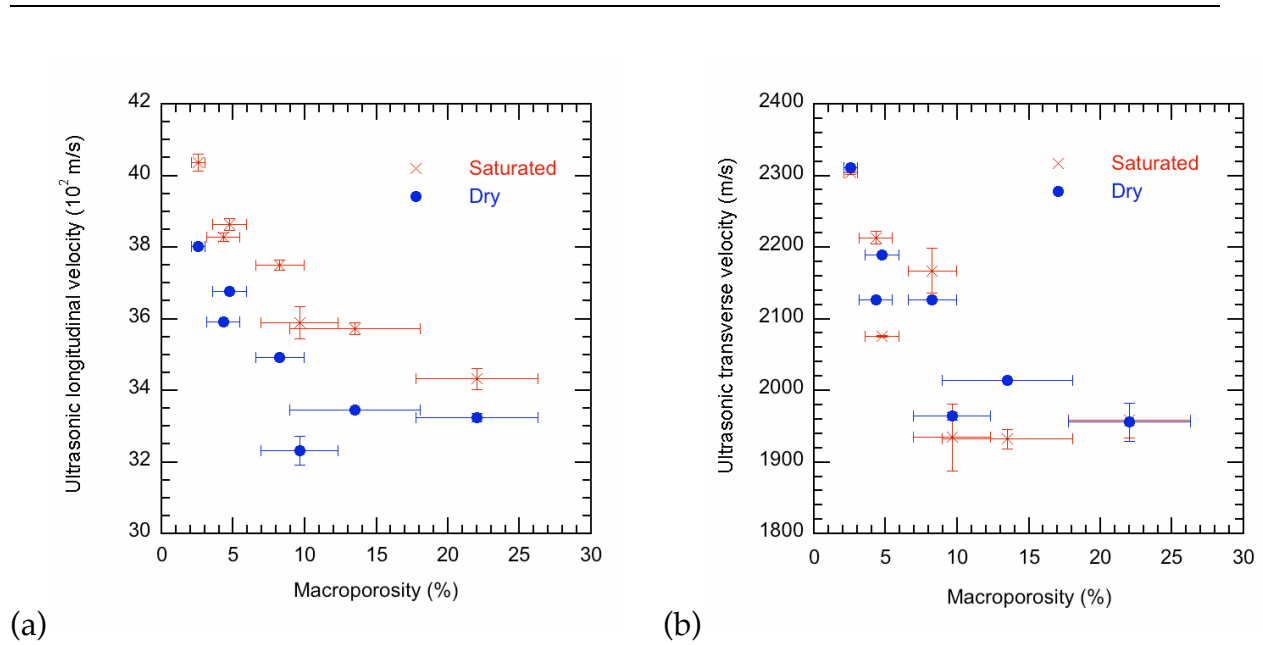 42
40
38
36
34
32
30
0 5 10 15 20 25 30
Ultrasonic longitudinal velocity (10² m/s)
Macroporosity (%)
Saturated
Dry
(a)
2400
2300
2200
2100
2000
1900
1800
0 5 10 15 20 25 30
Ultrasonic transverse velocity (m/s)
Macroporosity (%)
Saturated
Dry
(b)